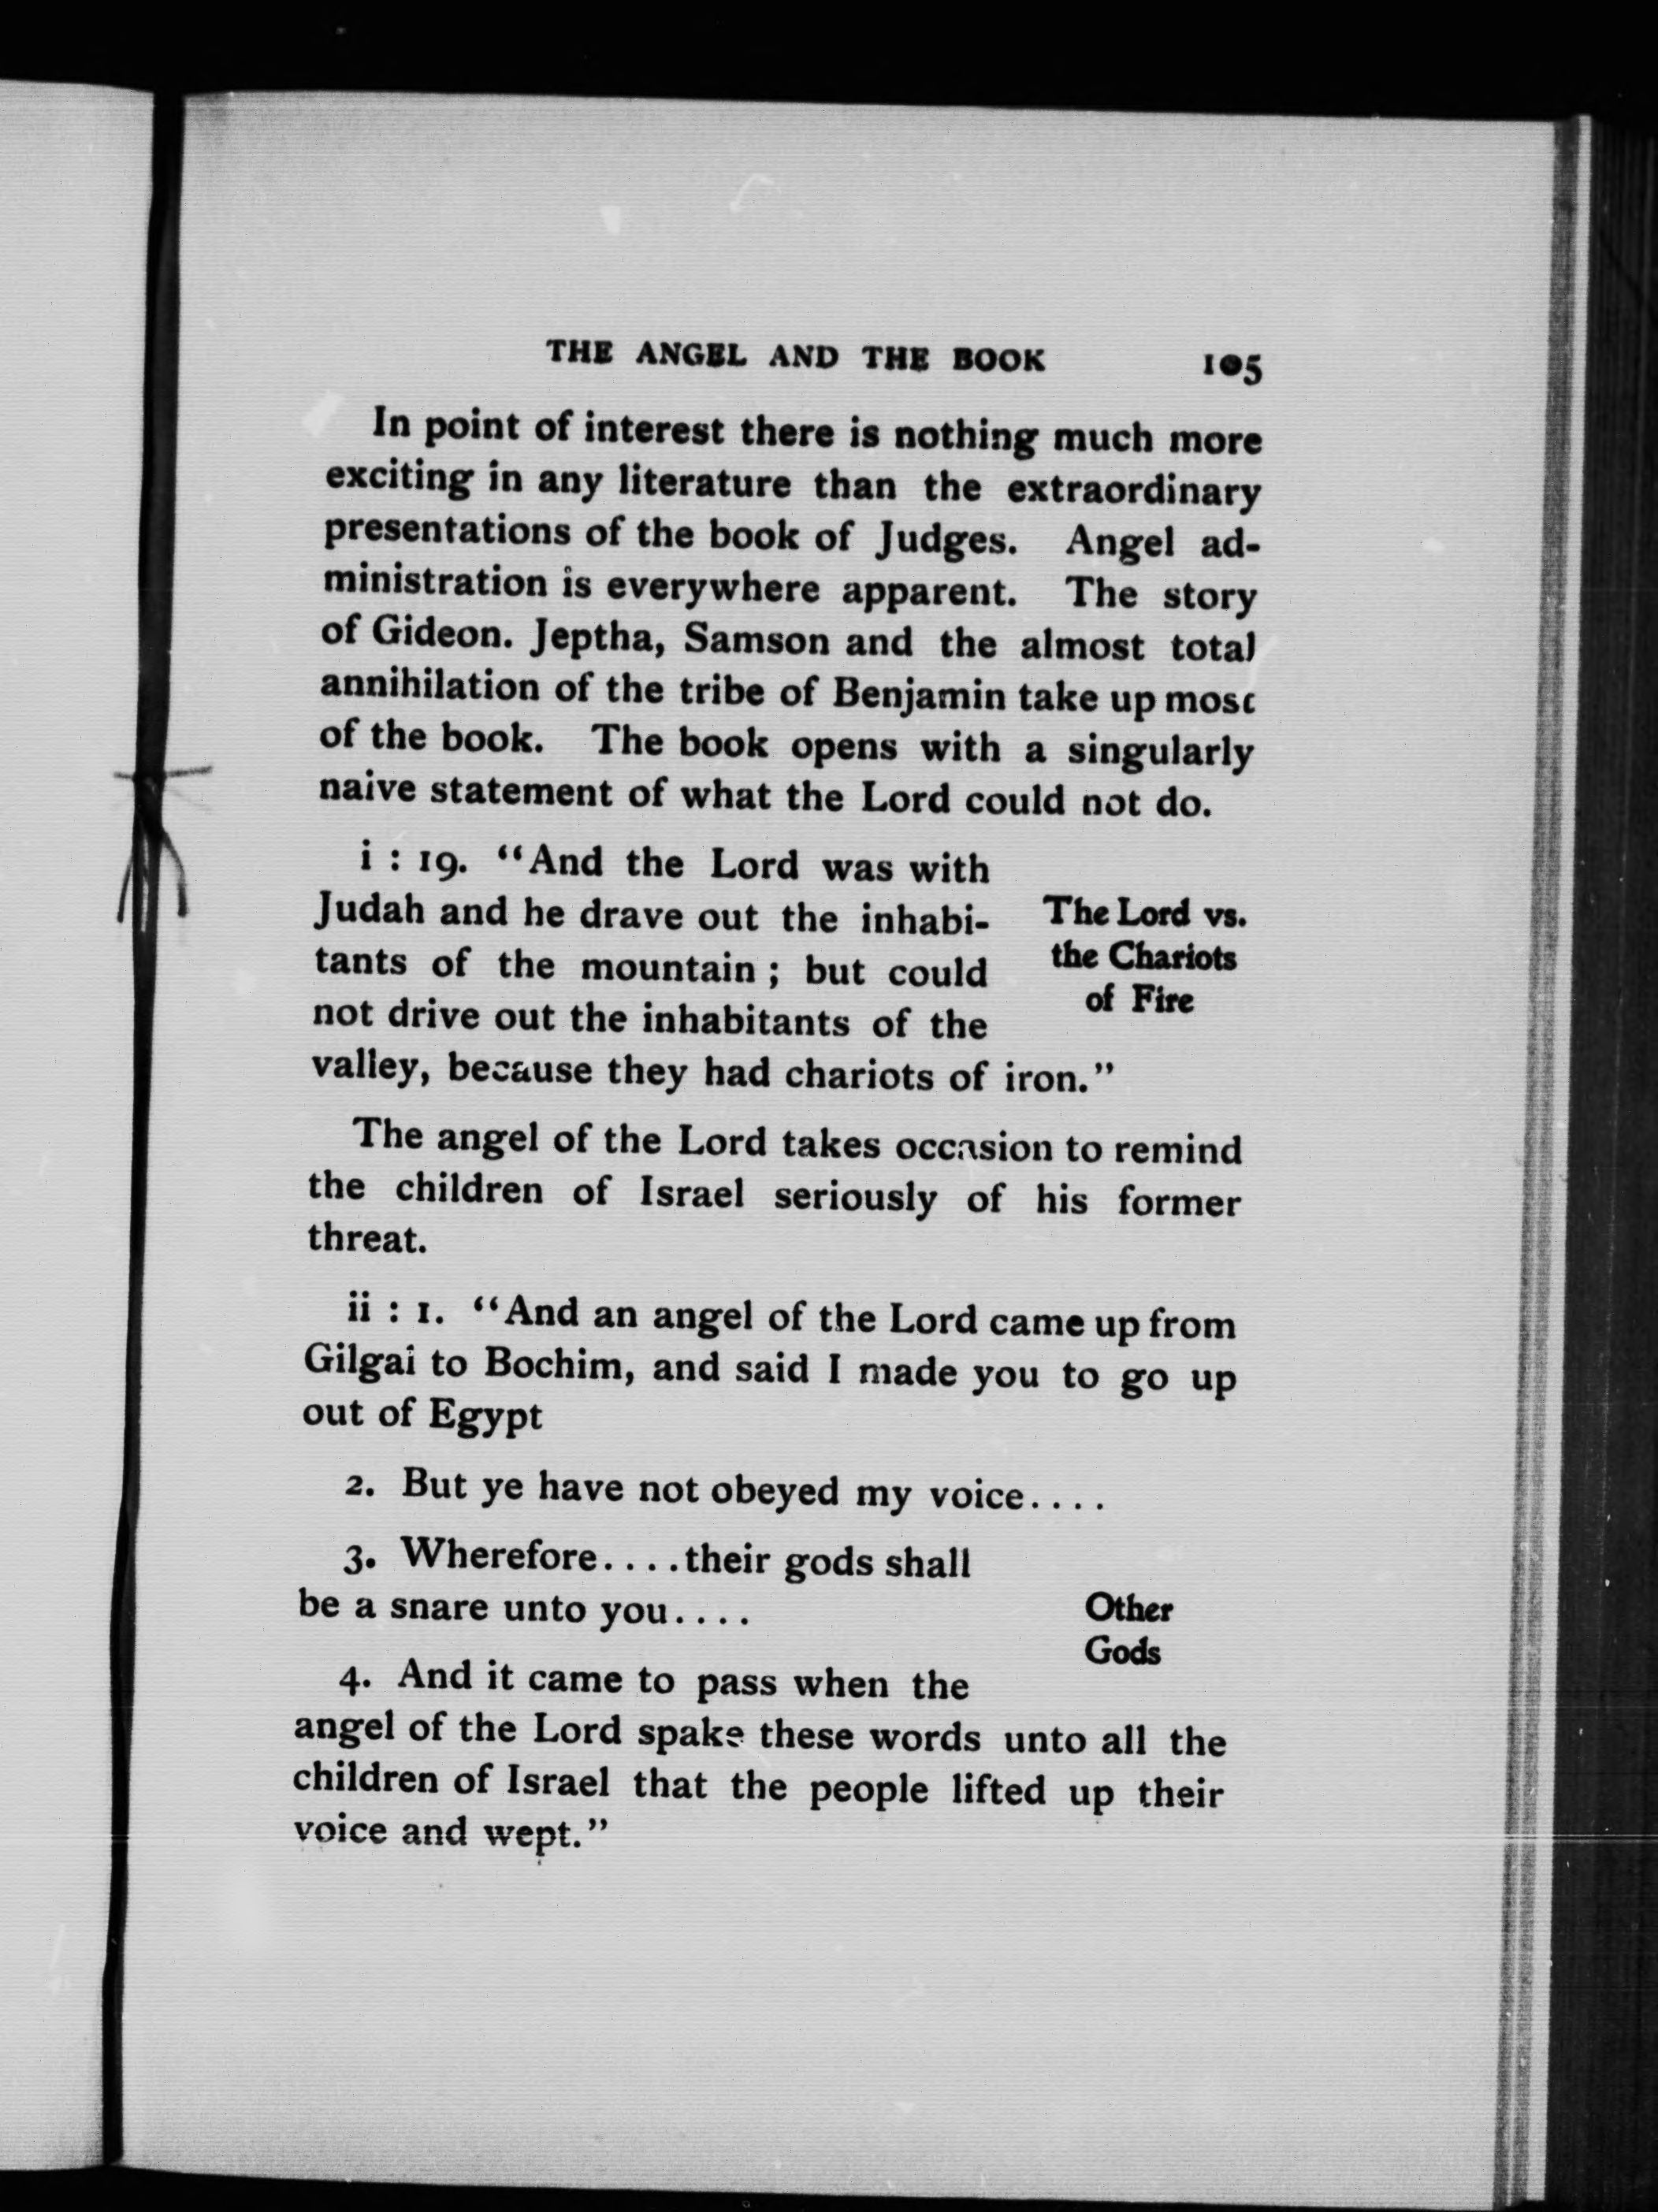 THE ANGEL AND THE BOOK 105
In point of interest there is nothing much more
exciting in any literature than the extraordinary
presentations of the book of Judges. Angel ad-
ministration is everywhere apparent. The story
of Gideon. Jeptha, Samson and the almost total
annihilation of the tribe of Benjamin take up most
of the book. The book opens with a singularly
naive statement of what the Lord could not do.
i : 19. "And the Lord was with
Judah and he drave out the inhabi-
tants of the mountain ; but could
not drive out the inhabitants of the
valley, because they had chariots of iron."
The Lord vs.
the Chariots
of Fire
The angel of the Lord takes occasion to remind
the children of Israel seriously of his former
threat.
ii : 1. "And an angel of the Lord came up from
Gilgai to Bochim, and said I made you to go up
out of Egypt
2. But ye have not obeyed my voice....
3. Wherefore....their gods shall
be a snare unto you....
Other
Gods
4. And it came to pass when the
angel of the Lord spake these words unto all the
children of Israel that the people lifted up their
voice and wept."